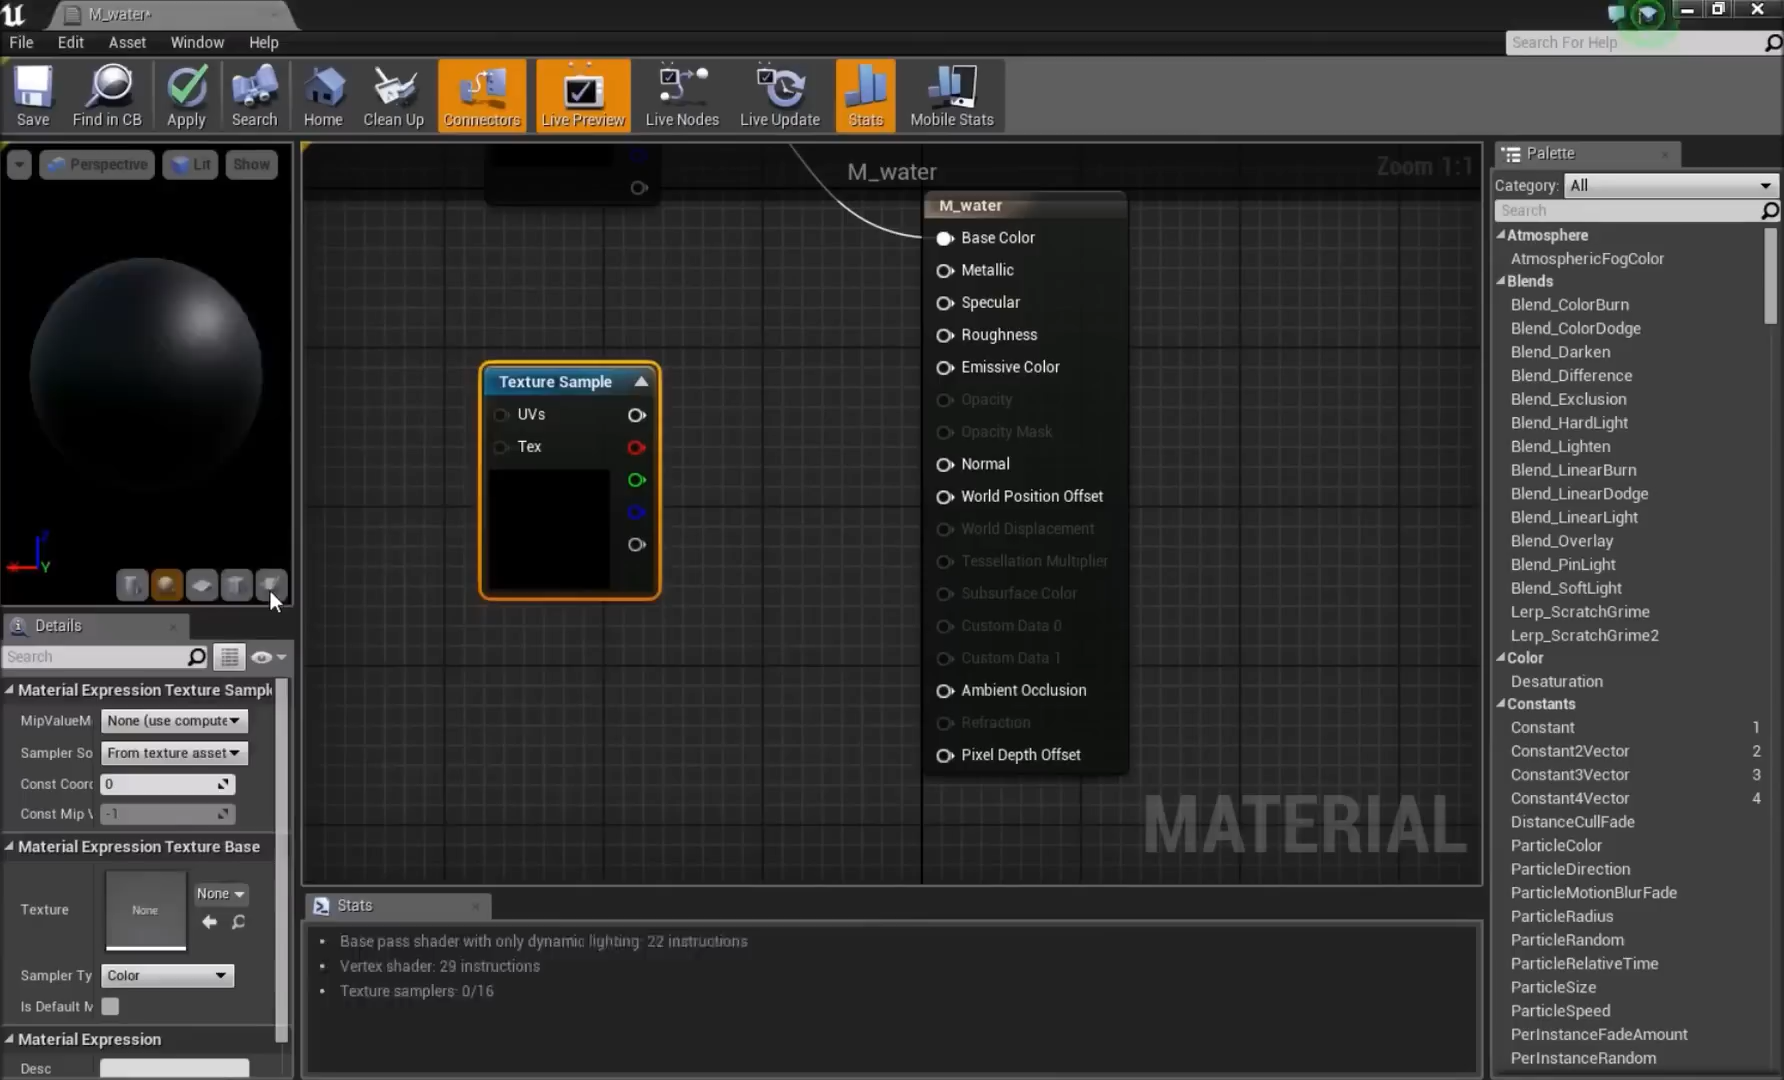 M_water*
File Edit Asset Window Help
Search For Help
Save Find in CB Apply Search Home Clean Up Connectors Live Preview Live Nodes Live Update Stats Mobile Stats
Perspective Lit Show
Y
M_water
Zoom 1:1
M_water
Base Color
Metallic
Specular
Roughness
Emissive Color
Opacity
Opacity Mask
Normal
World Position Offset
World Displacement
Tessellation Multiplier
Subsurface Color
Custom Data 0
Custom Data 1
Ambient Occlusion
Refraction
Pixel Depth Offset
Texture Sample
UVs
Tex
MATERIAL
Details
Search
Material Expression Texture Sampl
MipValueM None (use compute
Sampler So From texture asset
Const Coord 0
Const Mip V -1
Material Expression Texture Base
Texture None None
Sampler Ty Color
Is Default M
Material Expression
Desc
Stats
• Base pass shader with only dynamic lighting: 22 instructions
• Vertex shader: 29 instructions
• Texture samplers: 0/16
Palette
Category: All
Search
Atmosphere
AtmosphericFogColor
Blends
Blend_ColorBurn
Blend_ColorDodge
Blend_Darken
Blend_Difference
Blend_Exclusion
Blend_HardLight
Blend_Lighten
Blend_LinearBurn
Blend_LinearDodge
Blend_LinearLight
Blend_Overlay
Blend_PinLight
Blend_SoftLight
Lerp_ScratchGrime
Lerp_ScratchGrime2
Color
Desaturation
Constants
Constant 1
Constant2Vector 2
Constant3Vector 3
Constant4Vector 4
DistanceCullFade
ParticleColor
ParticleDirection
ParticleMotionBlurFade
ParticleRadius
ParticleRandom
ParticleRelativeTime
ParticleSize
ParticleSpeed
PerInstanceFadeAmount
PerInstanceRandom